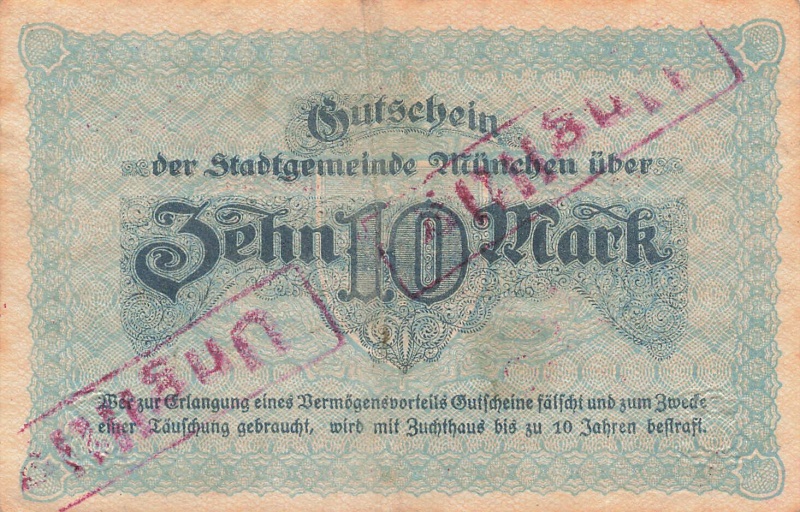 Gutschein
der Stadtgemeinde München über
Zehn 10 Mark
Wer zur Erlangung eines Vermögensvorteils Gutscheine fälscht und zum Zwecke
einer Täuschung gebraucht, wird mit Zuchthaus bis zu 10 Jahren bestraft.